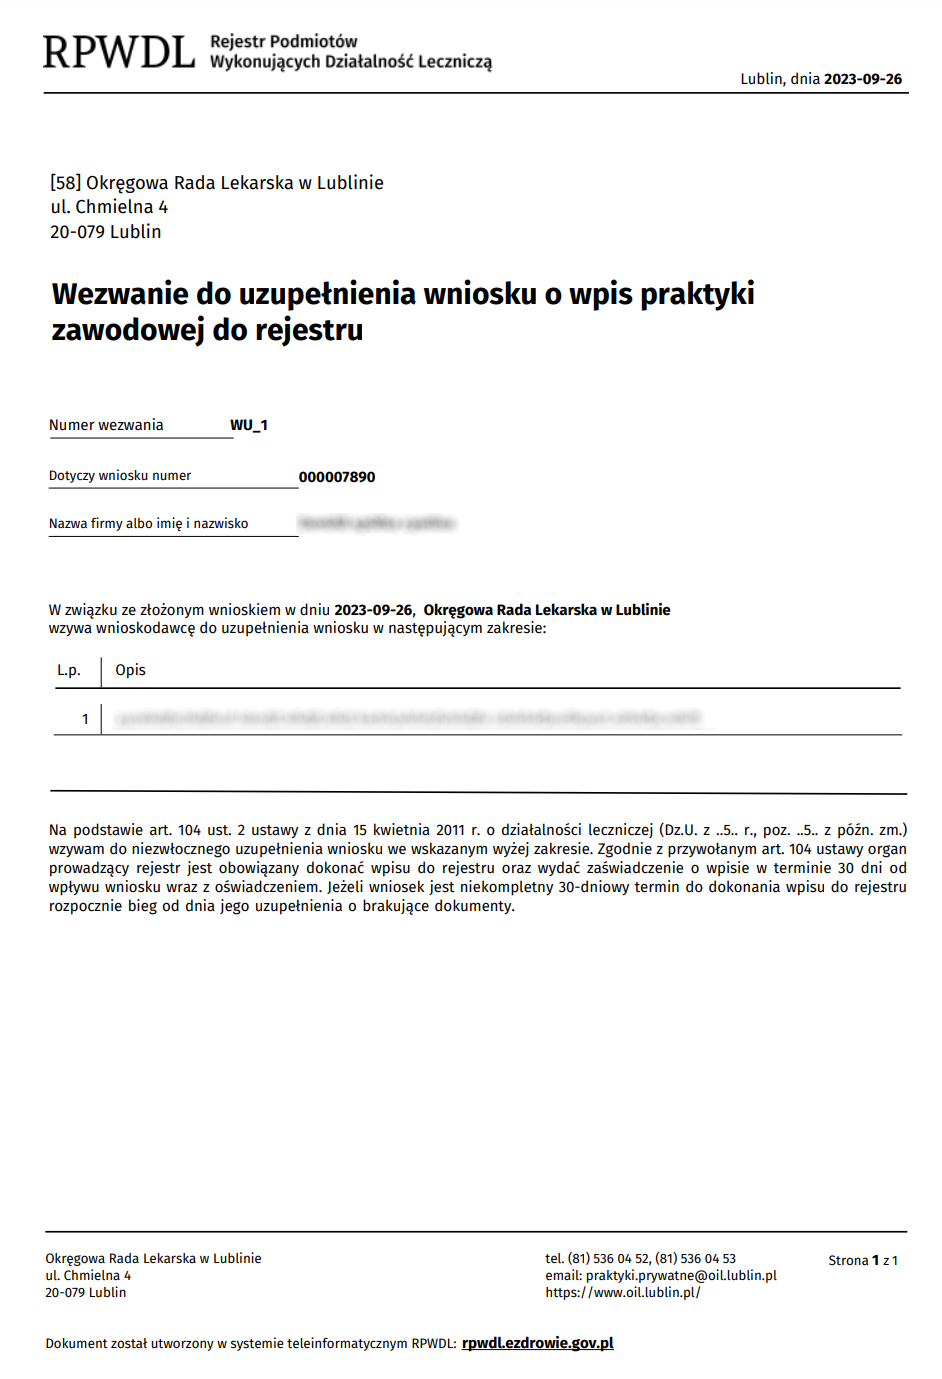 RPWDL Rejestr Podmiotów
Wykonujących Działalność Leczniczą
Lublin, dnia 2023-09-26
[58] Okręgowa Rada Lekarska w Lublinie
ul. Chmielna 4
20-079 Lublin
Wezwanie do uzupełnienia wniosku o wpis praktyki
zawodowej do rejestru
Numer wezwania WU_1
Dotyczy wniosku numer 000007890
Nazwa firmy albo imię i nazwisko
W związku ze złożonym wnioskiem w dniu 2023-09-26, Okręgowa Rada Lekarska w Lublinie
wzywa wnioskodawcę do uzupełnienia wniosku w następującym zakresie:
L.p. Opis
1
Na podstawie art. 104 ust. 2 ustawy z dnia 15 kwietnia 2011 r. o działalności leczniczej (Dz.U. z ..5.. r., poz. ..5.. z późn. zm.)
wzywam do niezwłocznego uzupełnienia wniosku we wskazanym wyżej zakresie. Zgodnie z przywołanym art. 104 ustawy organ
prowadzący rejestr jest obowiązany dokonać wpisu do rejestru oraz wydać zaświadczenie o wpisie w terminie 30 dni od
wpływu wniosku wraz z oświadczeniem. Jeżeli wniosek jest niekompletny 30-dniowy termin do dokonania wpisu do rejestru
rozpocznie bieg od dnia jego uzupełnienia o brakujące dokumenty.
Okręgowa Rada Lekarska w Lublinie
ul. Chmielna 4
20-079 Lublin
tel. (81) 536 04 52, (81) 536 04 53
email: praktyki.prywatne@oil.lublin.pl
https://www.oil.lublin.pl/
Strona 1 z 1
Dokument został utworzony w systemie teleinformatycznym RPWDL: rpwdl.ezdrowie.gov.pl